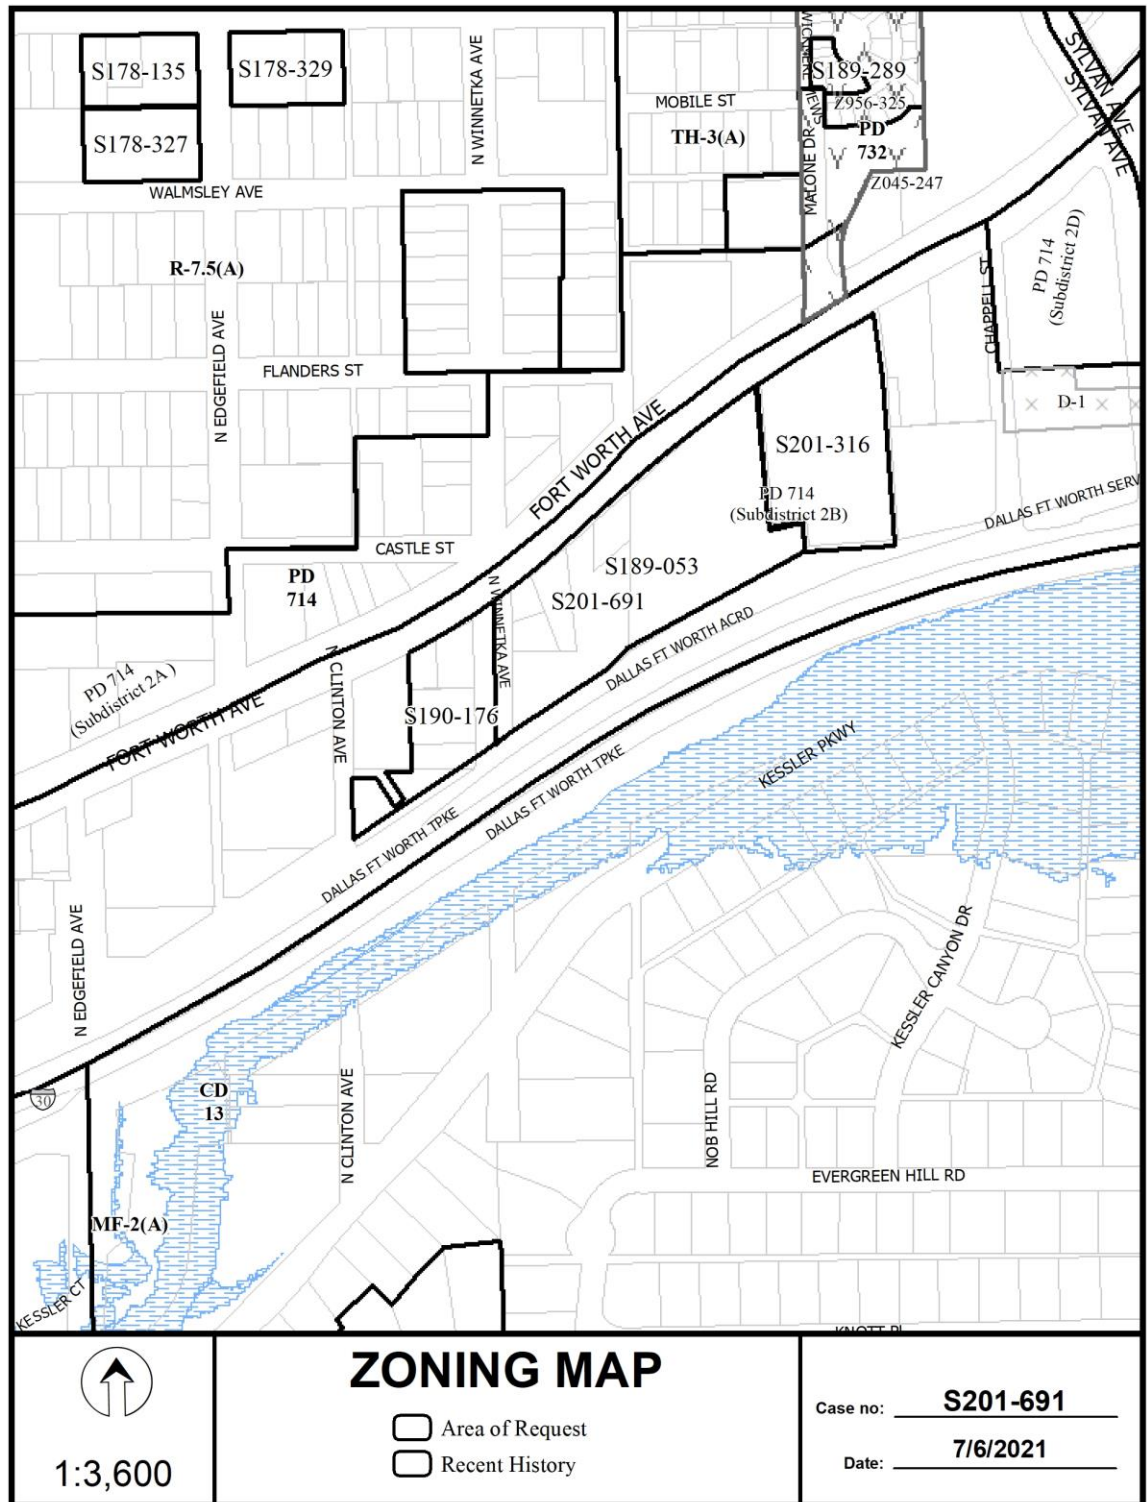 S178-135
S178-329
S178-327
N WINNETKA AVE
MOBILE ST
TH-3(A)
S189-289
Z956-325
PD
732
MALONE DR
Z045-247
SYLVAN AVE
SYLVAN AVE
WALMSLEY AVE
R-7.5(A)
N EDGEFIELD AVE
FLANDERS ST
CHAPPELL ST
PD 714
(Subdistrict 2D)
D-1
FORT WORTH AVE
S201-316
PD 714
(Subdistrict 2B)
DALLAS FT WORTH SERV
CASTLE ST
PD
714
S189-053
S201-691
N WINNETKA AVE
DALLAS FT WORTH ACRD
PD 714
(Subdistrict 2A )
FORT WORTH AVE
N CLINTON AVE
S190-176
DALLAS FT WORTH TPKE
DALLAS FT WORTH TPKE
KESSLER PKWY
N EDGEFIELD AVE
KESSLER CANYON DR
30
CD
13
N CLINTON AVE
NOB HILL RD
EVERGREEN HILL RD
MF-2(A)
KESSLER CT
KNOTT PL
1:3,600
ZONING MAP
Area of Request
Recent History
Case no: S201-691
Date: 7/6/2021